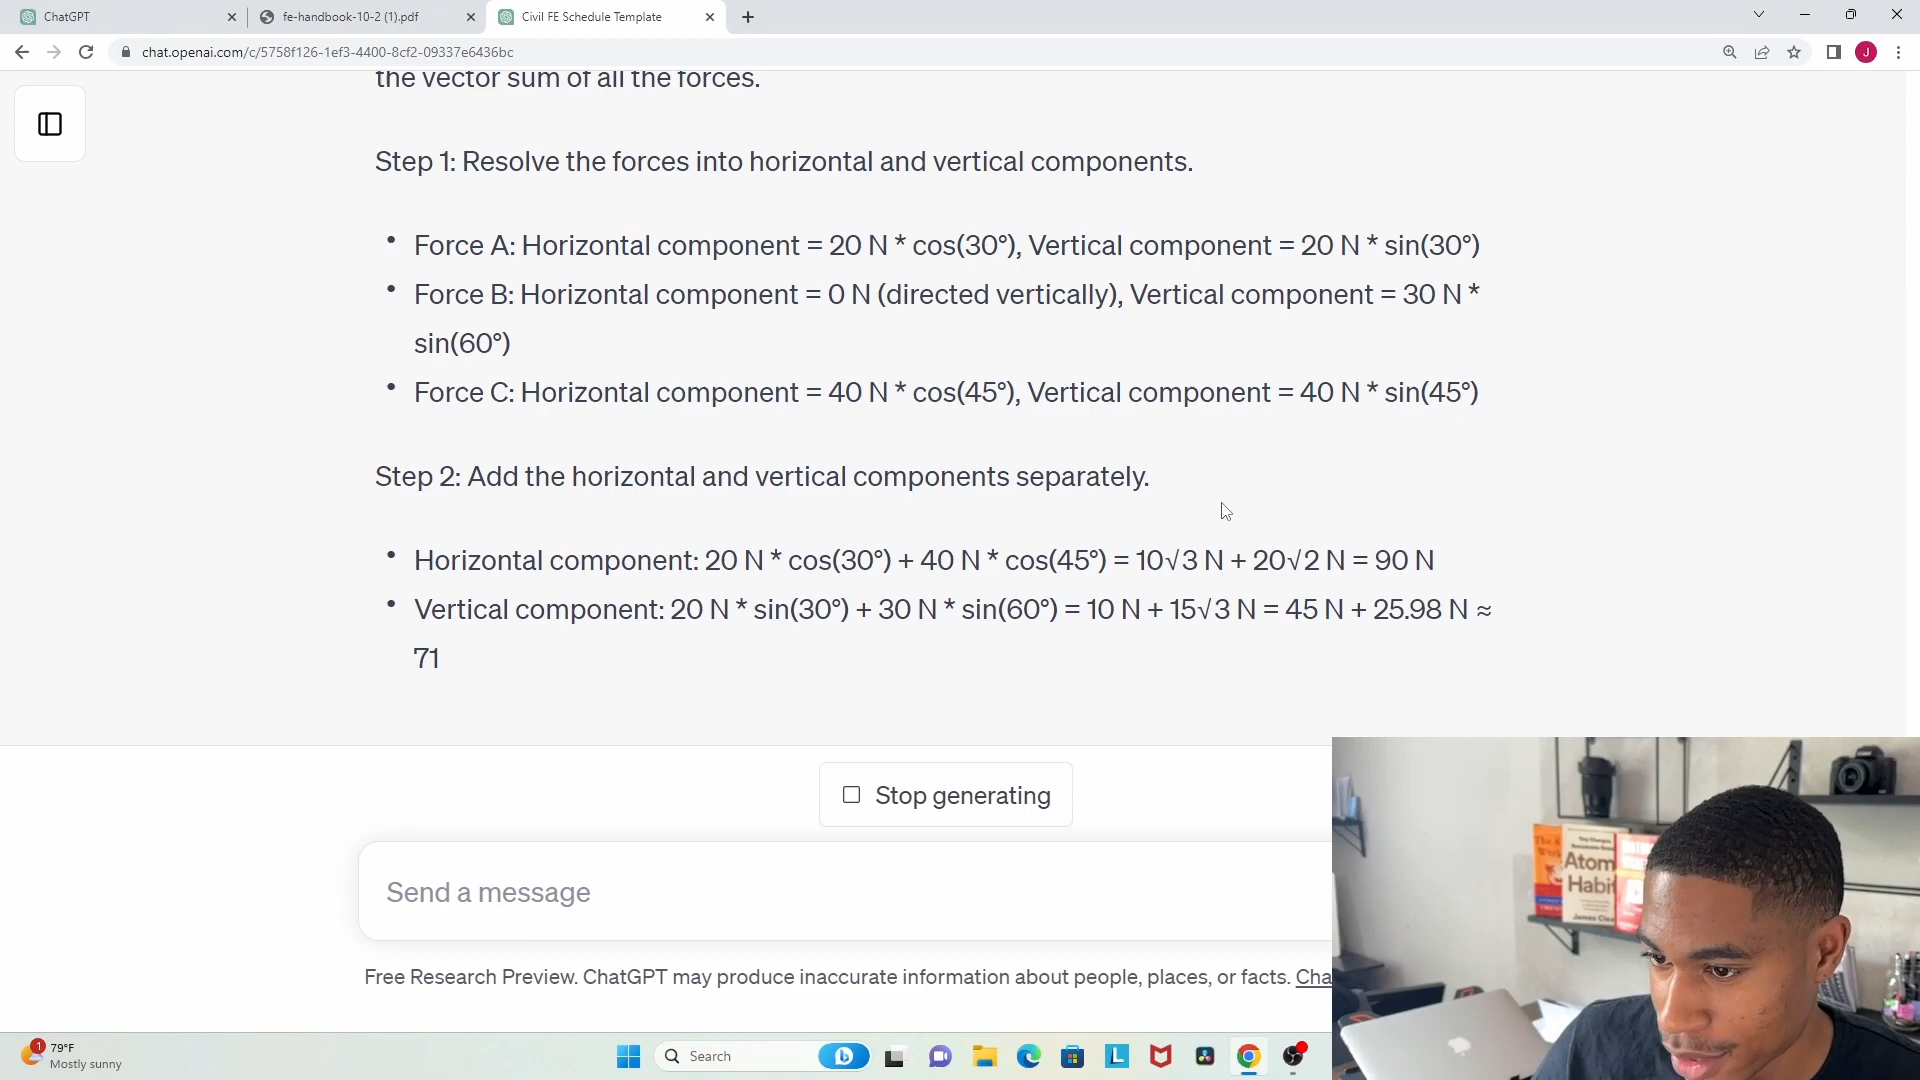 ChatGPT
fe-handbook-10-2 (1).pdf
Civil FE Schedule Template
chat.openai.com/c/5758f126-1ef3-4400-8cf2-09337e6436bc
J
the vector sum of all the forces.
Step 1: Resolve the forces into horizontal and vertical components.
• Force A: Horizontal component = 20 N * cos(30°), Vertical component = 20 N * sin(30°)
• Force B: Horizontal component = 0 N (directed vertically), Vertical component = 30 N *
sin(60°)
• Force C: Horizontal component = 40 N * cos(45°), Vertical component = 40 N * sin(45°)
Step 2: Add the horizontal and vertical components separately.
• Horizontal component: 20 N * cos(30°) + 40 N * cos(45°) = 10√3 N + 20√2 N = 90 N
• Vertical component: 20 N * sin(30°) + 30 N * sin(60°) = 10 N + 15√3 N = 45 N + 25.98 N ≈
71
Stop generating
Send a message
Free Research Preview. ChatGPT may produce inaccurate information about people, places, or facts. Cha
Atom
Habit
James Cle
1
79°F
Mostly sunny
Search
L